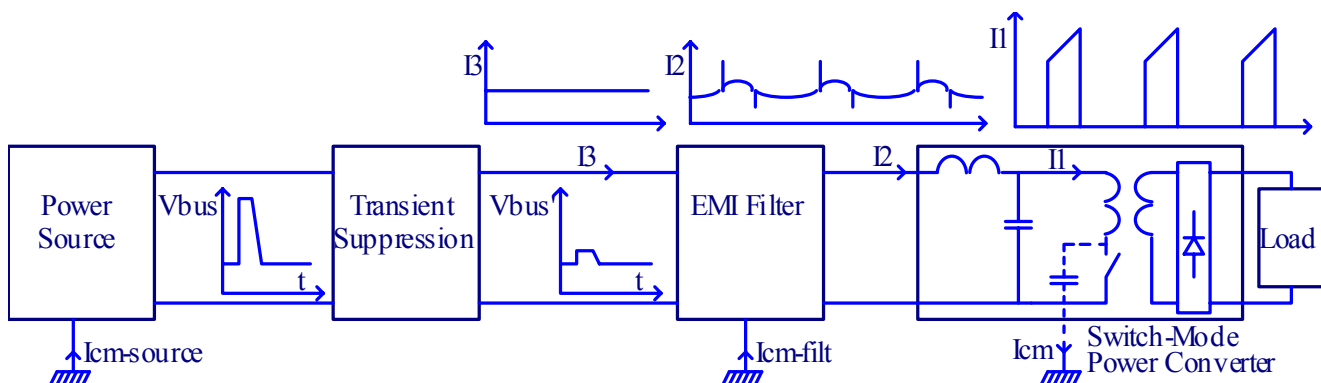 I3
I2
I1
I3
I2
I1
Power
Source
Vbus
t
Transient
Suppression
Vbus'
t
EMI Filter
Load
Icm-source
Icm-filt
Icm
Switch-Mode
Power Converter